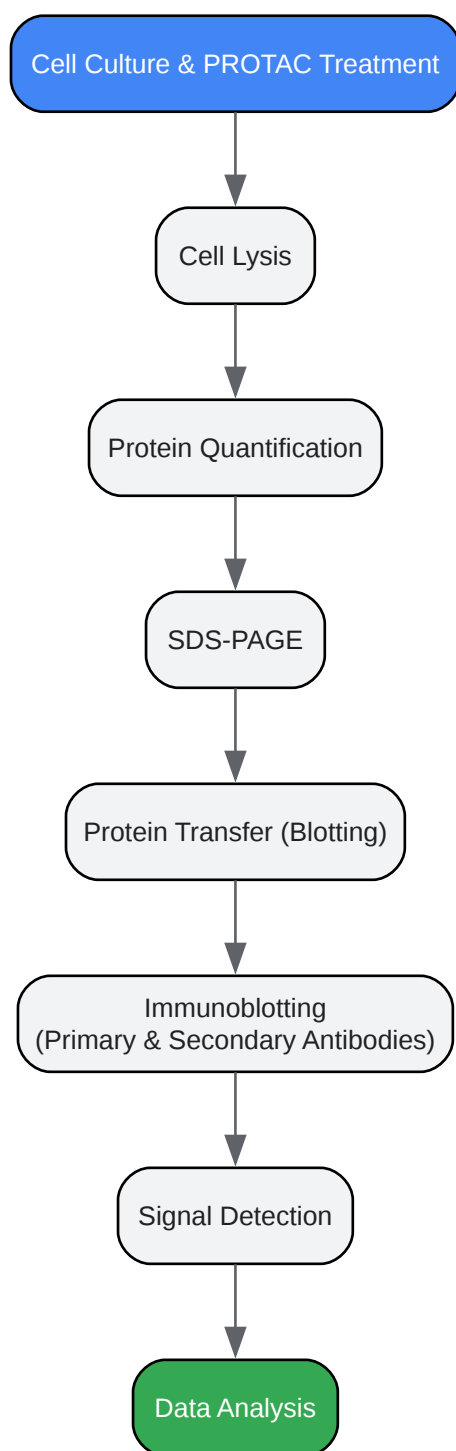 Cell Culture & PROTAC Treatment
Cell Lysis
Protein Quantification
SDS-PAGE
Protein Transfer (Blotting)
Immunoblotting
(Primary & Secondary Antibodies)
Signal Detection
Data Analysis